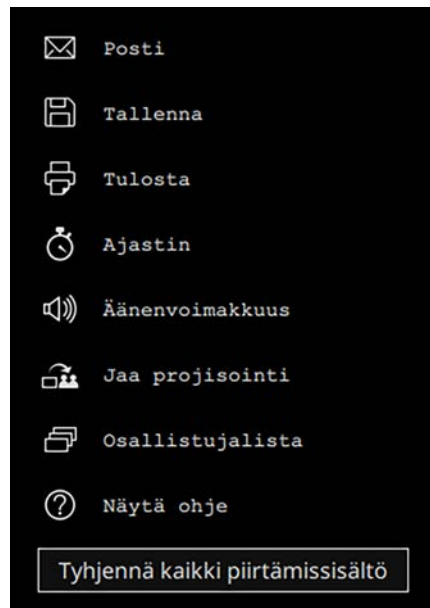 Posti
Tallenna
Tulosta
Ajastin
Äänenvoimakkuus
Jaa projisointi
Osallistujalista
Näytä ohje
Tyhjennä kaikki piirtämissisältö